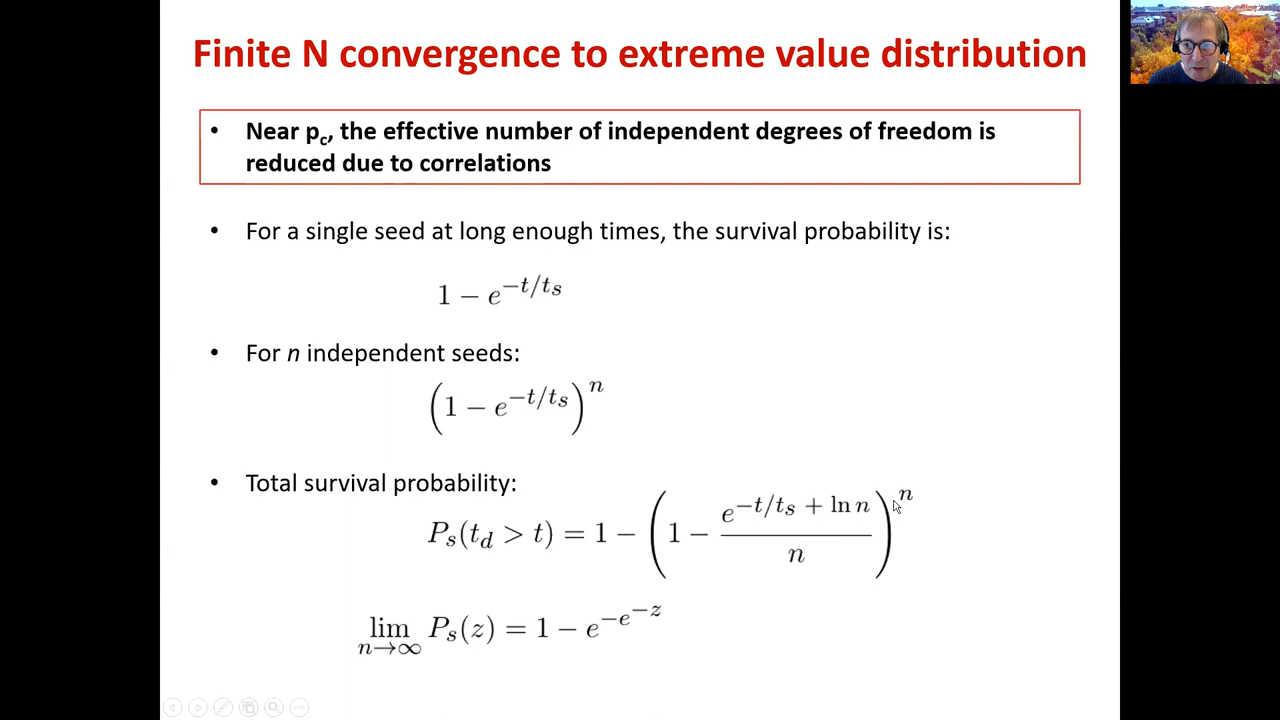 Finite N convergence to extreme value distribution
• Near p_c, the effective number of independent degrees of freedom is
reduced due to correlations
• For a single seed at long enough times, the survival probability is:
1 − e^{−t/t_s}
• For n independent seeds:
(1 − e^{−t/t_s})^n
• Total survival probability:
P_s(t_d > t) = 1 − (1 − \frac{e^{−t/t_s + ln n}}{n})^n
lim_{n→∞} P_s(z) = 1 − e^{−e^{−z}}